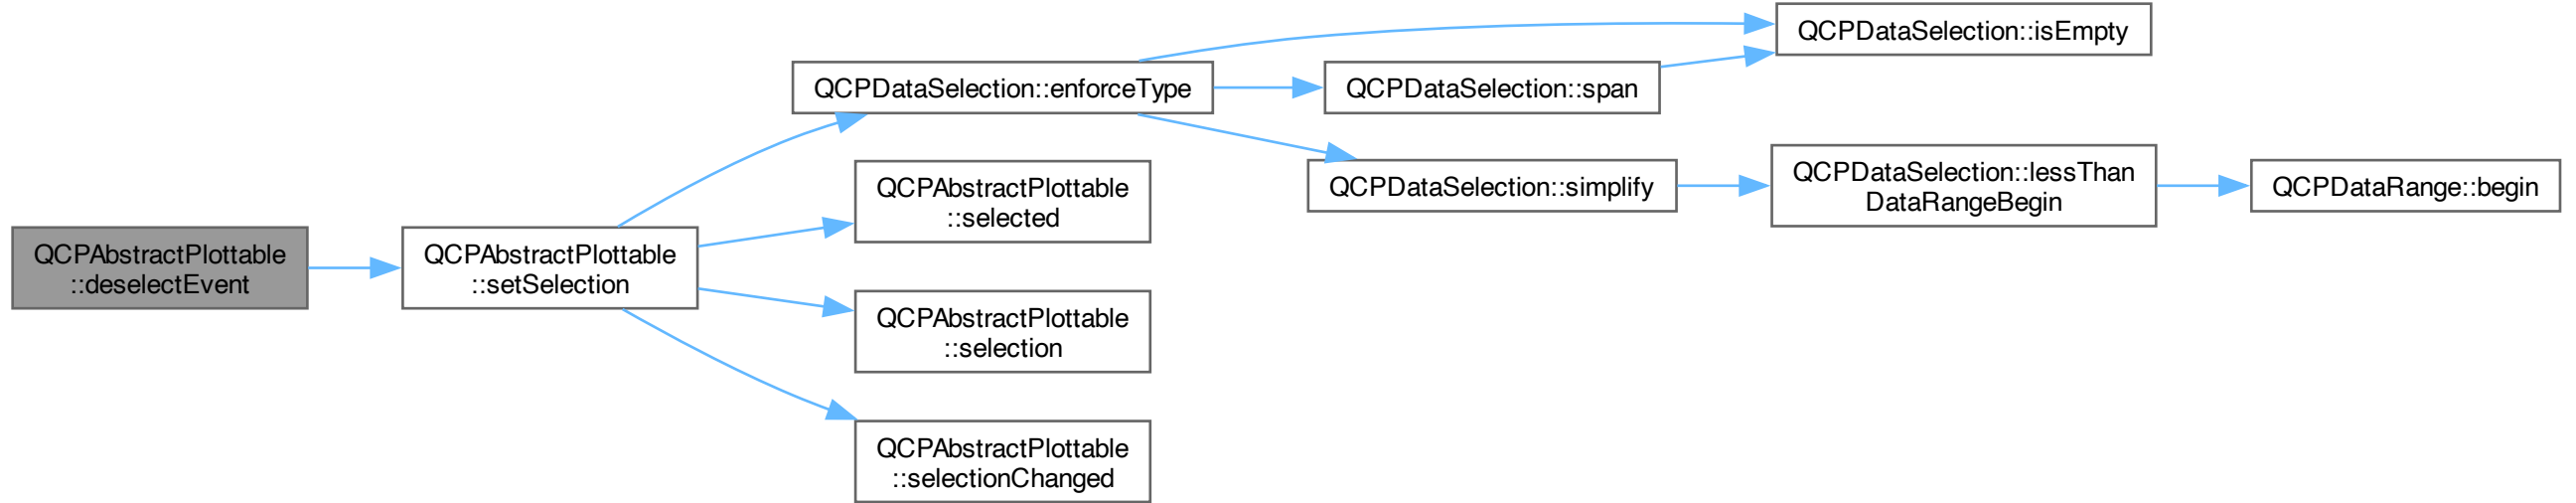 QCPAbstractPlottable
::deselectEvent
QCPAbstractPlottable
::setSelection
QCPDataSelection::enforceType
QCPAbstractPlottable
::selected
QCPAbstractPlottable
::selection
QCPAbstractPlottable
::selectionChanged
QCPDataSelection::isEmpty
QCPDataSelection::span
QCPDataSelection::simplify
QCPDataSelection::lessThan
DataRangeBegin
QCPDataRange::begin